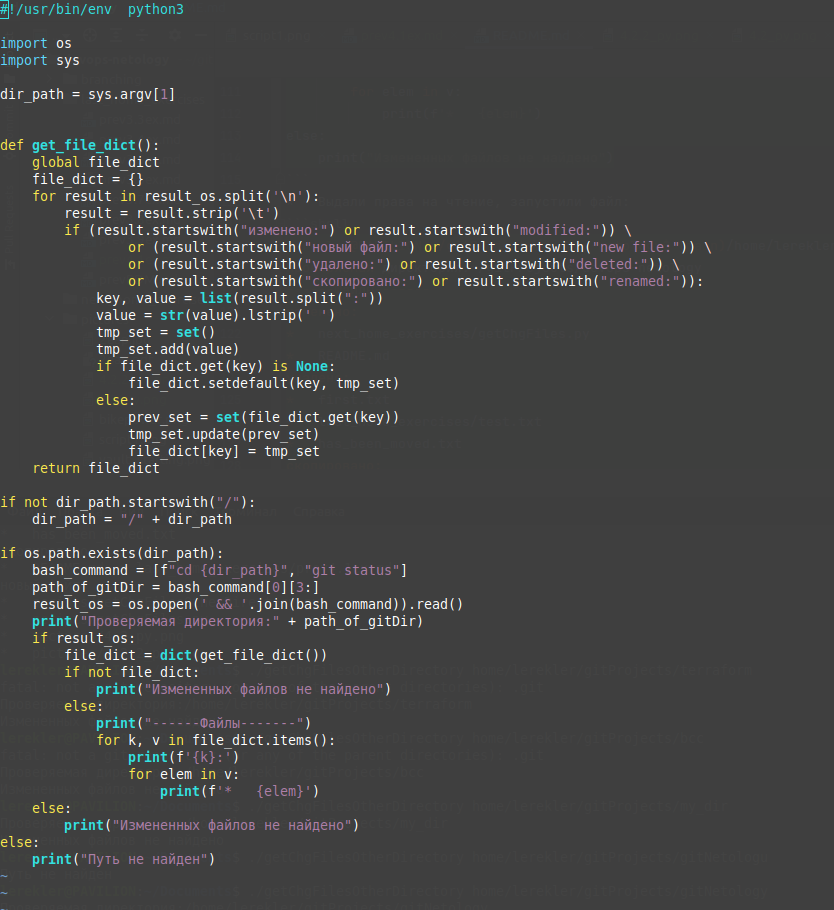 #!/usr/bin/env  python3

import os
import sys

dir_path = sys.argv[1]


def get_file_dict():
    global file_dict
    file_dict = {}
    for result in result_os.split('\n'):
        result = result.strip('\t')
        if (result.startswith("изменено:") or result.startswith("modified:")) \
                or (result.startswith("новый файл:") or result.startswith("new file:")) \
                or (result.startswith("удалено:") or result.startswith("deleted:")) \
                or (result.startswith("скопировано:") or result.startswith("renamed:")):
            key, value = list(result.split(":"))
            value = str(value).lstrip(' ')
            tmp_set = set()
            tmp_set.add(value)
            if file_dict.get(key) is None:
                file_dict.setdefault(key, tmp_set)
            else:
                prev_set = set(file_dict.get(key))
                tmp_set.update(prev_set)
                file_dict[key] = tmp_set
    return file_dict

if not dir_path.startswith("/"):
    dir_path = "/" + dir_path

if os.path.exists(dir_path):
    bash_command = [f"cd {dir_path}", "git status"]
    path_of_gitDir = bash_command[0][3:]
    result_os = os.popen(' && '.join(bash_command)).read()
    print("Проверяемая директория:" + path_of_gitDir)
    if result_os:
        file_dict = dict(get_file_dict())
        if not file_dict:
            print("Измененных файлов не найдено")
        else:
            print("------Файлы-------")
            for k, v in file_dict.items():
                print(f'{k}:')
                for elem in v:
                    print(f'*   {elem}')
    else:
        print("Измененных файлов не найдено")
else:
    print("Путь не найден")
~
~
~